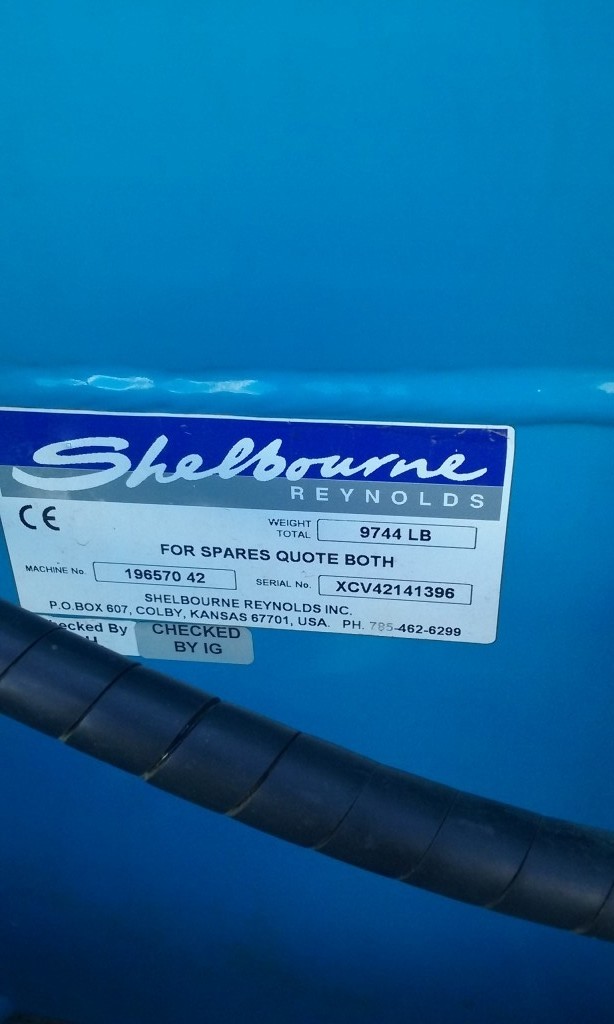 Shelbourne
REYNOLDS
CE
WEIGHT
TOTAL
9744 LB
FOR SPARES QUOTE BOTH
MACHINE No. 196570 42 SERIAL No. XCV42141396
SHELBOURNE REYNOLDS INC.
P.O.BOX 607, COLBY, KANSAS 67701, USA. PH. 785-462-6299
By
CHECKED
BY IG